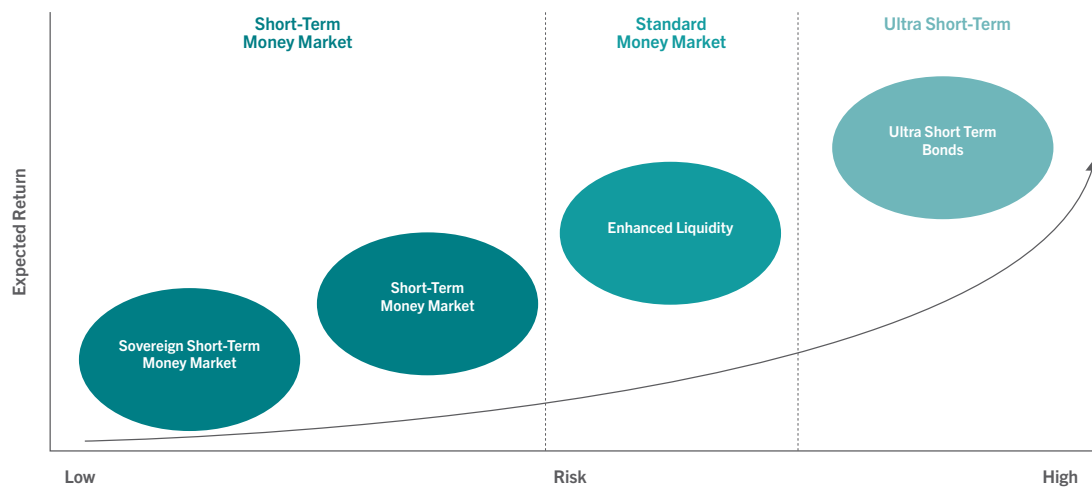 Short-Term
Money Market
Standard
Money Market
Ultra Short-Term
Ultra Short Term
Bonds
Enhanced Liquidity
Short-Term
Money Market
Sovereign Short-Term
Money Market
Expected Return
Low
Risk
High